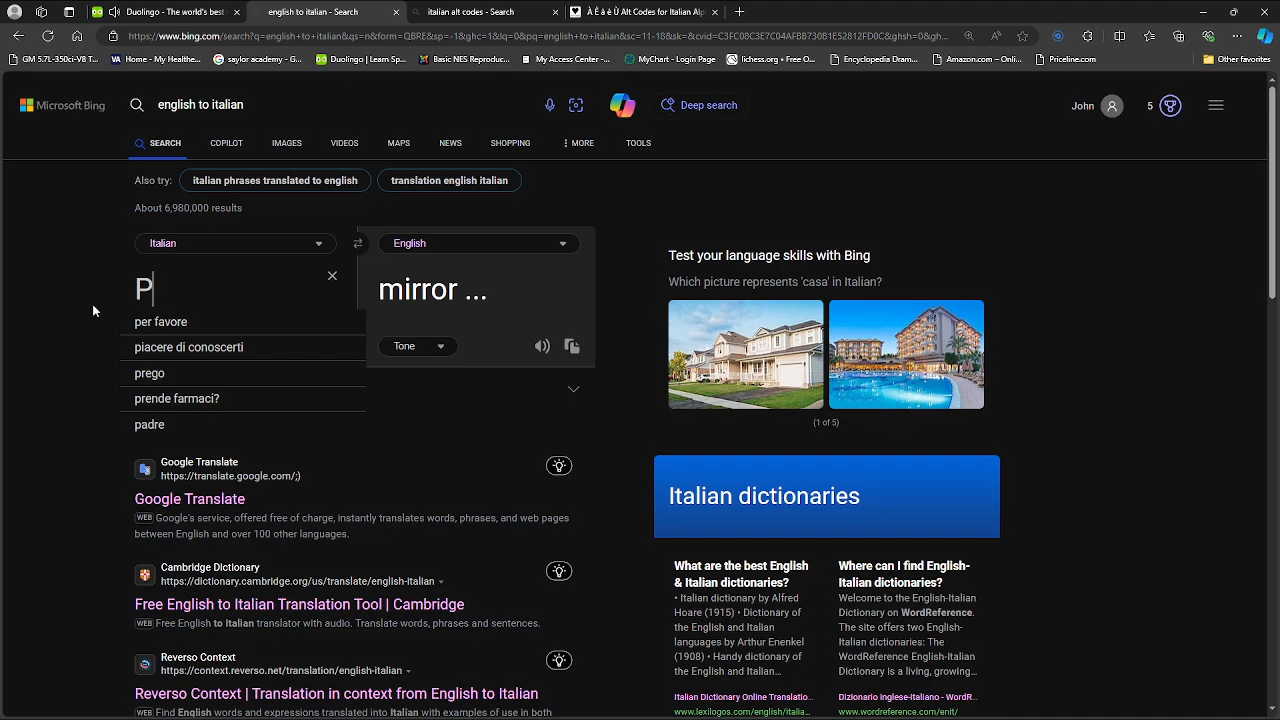 Duolingo - The world's best
english to italian - Search
italian alt codes - Search
À È à è Ù Alt Codes for Italian Alp
https://www.bing.com/search?q=english+to+italian&qs=n&form=QBRE&sp=-1&ghc=1&lq=0&pq=english+to+italian&sc=11-18&sk=&cvid=C3FC08C3E7C04AFBB73081E52812FD0C&ghsh=0&ghacc=0&gh...
GM 5.7L-350ci-V8 T...
Home - My Healthe...
saylor academy - G...
Duolingo | Learn Sp...
Basic NES Reproduc...
My Access Center -...
MyChart - Login Page
lichess.org • Free O...
Encyclopedia Dram...
Amazon.com - Onli...
Priceline.com
Other favorites
Microsoft Bing
english to italian
Deep search
John
5
SEARCH
COPILOT
IMAGES
VIDEOS
MAPS
NEWS
SHOPPING
MORE
TOOLS
Also try:
italian phrases translated to english
translation english italian
About 6,980,000 results
Italian
English
P
mirror ...
per favore
piacere di conoscerti
prego
prende farmaci?
padre
Tone
Test your language skills with Bing
Which picture represents 'casa' in Italian?
(1 of 5)
Google Translate
https://translate.google.com/;)
Google Translate
WEB Google's service, offered free of charge, instantly translates words, phrases, and web pages
between English and over 100 other languages.
Cambridge Dictionary
https://dictionary.cambridge.org/us/translate/english-italian
Free English to Italian Translation Tool | Cambridge
WEB Free English to Italian translator with audio. Translate words, phrases and sentences.
Reverso Context
https://context.reverso.net/translation/english-italian
Reverso Context | Translation in context from English to Italian
WEB Find English words and expressions translated into Italian with examples of use in both
Italian dictionaries
What are the best English
& Italian dictionaries?
• Italian dictionary by Alfred
Hoare (1915) • Dictionary of
the English and Italian
languages by Arthur Enenkel
(1908) • Handy dictionary of
the English and Italian...
Italian Dictionary Online Translatio...
www.lexilogos.com/english/italia...
Where can I find English-
Italian dictionaries?
Welcome to the English-Italian
Dictionary on WordReference.
The site offers two English-
Italian dictionaries: The
WordReference English-Italian
Dictionary is a living, growing...
Dizionario inglese-italiano - WordR...
www.wordreference.com/enit/